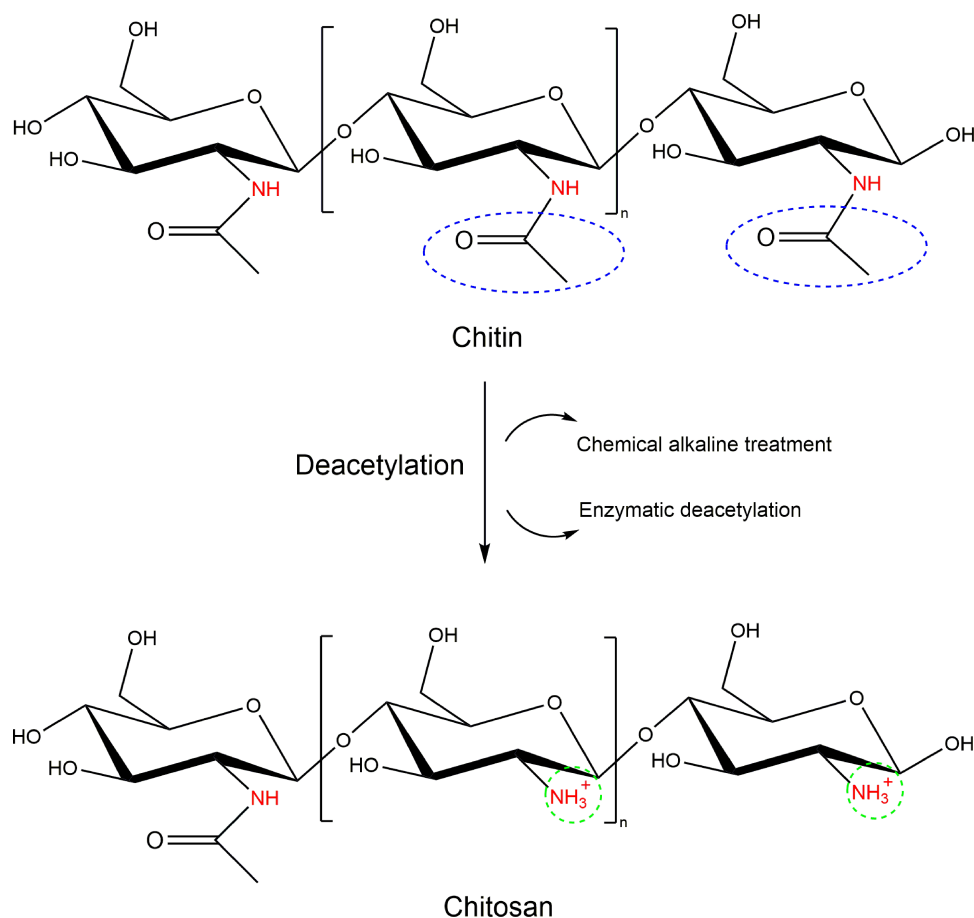 OH
OH
OH
O
O
O
HO
O
O
OH
HO
HO
HO
NH
NH
NH
n
O
O
O
Chitin
Deacetylation
Chemical alkaline treatment
Enzymatic deacetylation
OH
OH
OH
O
O
O
HO
O
O
OH
HO
HO
HO
NH
NH₃⁺
NH₃⁺
n
O
Chitosan